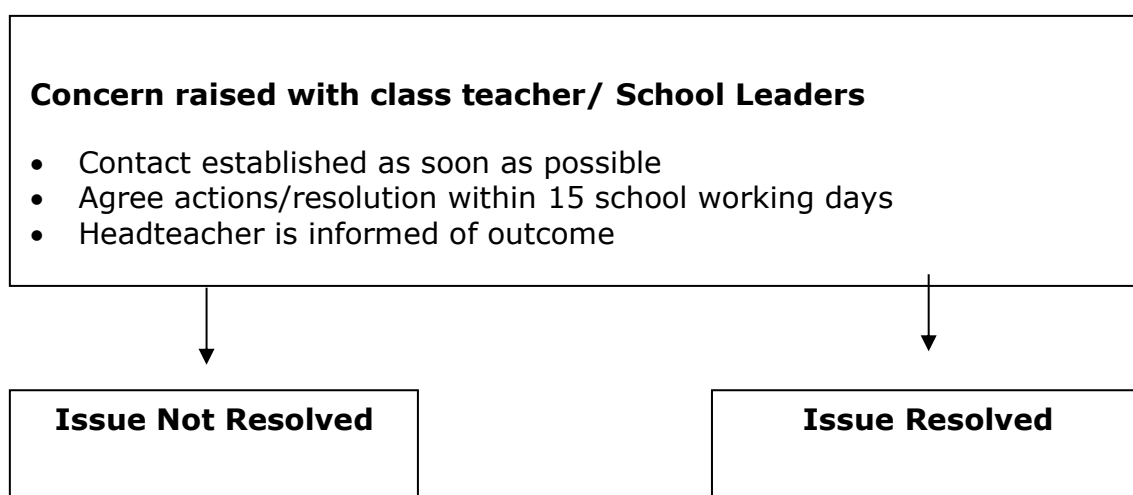 Concern raised with class teacher/ School Leaders
• Contact established as soon as possible
• Agree actions/resolution within 15 school working days
• Headteacher is informed of outcome
Issue Not Resolved
Issue Resolved